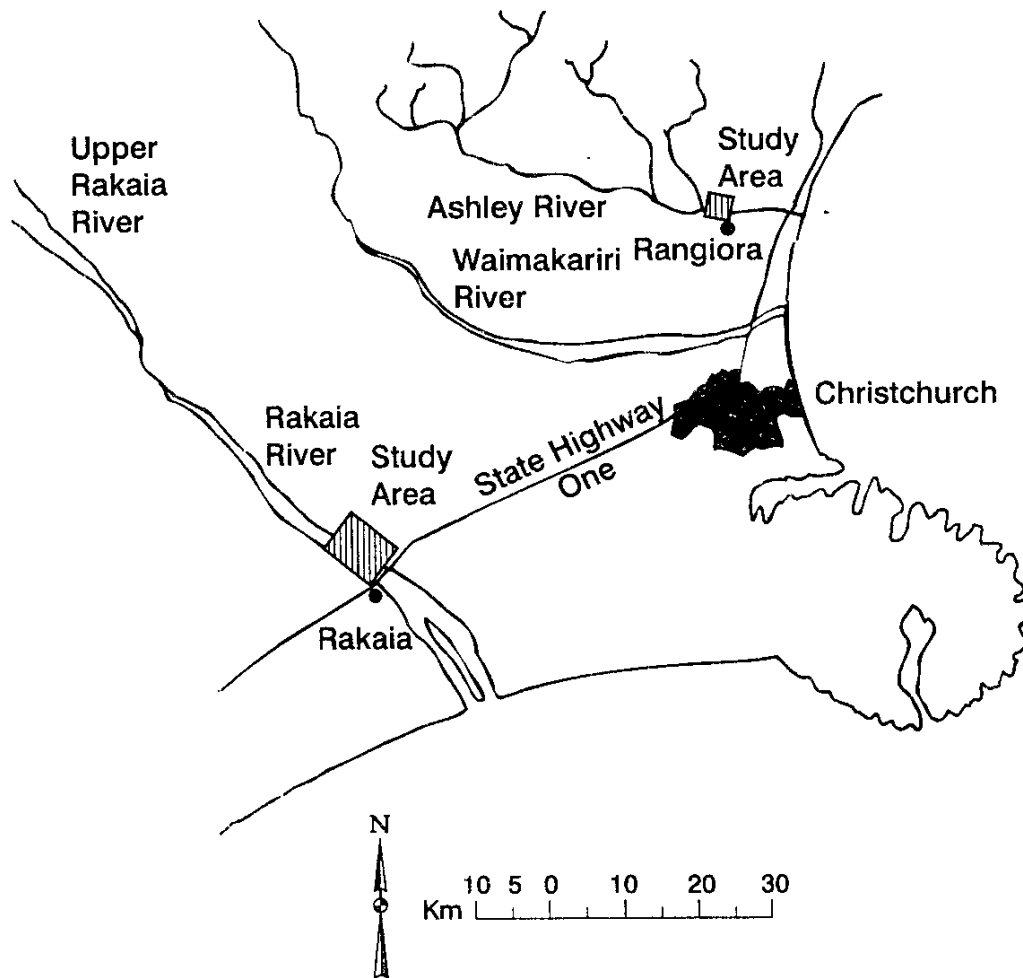 Upper
Rakaia
River
Study
Area
Ashley River
Waimakariri
River
Rangiora
Christchurch
Rakaia
River
Study
Area
State Highway
One
Rakaia
N
Km 10 5 0 10 20 30